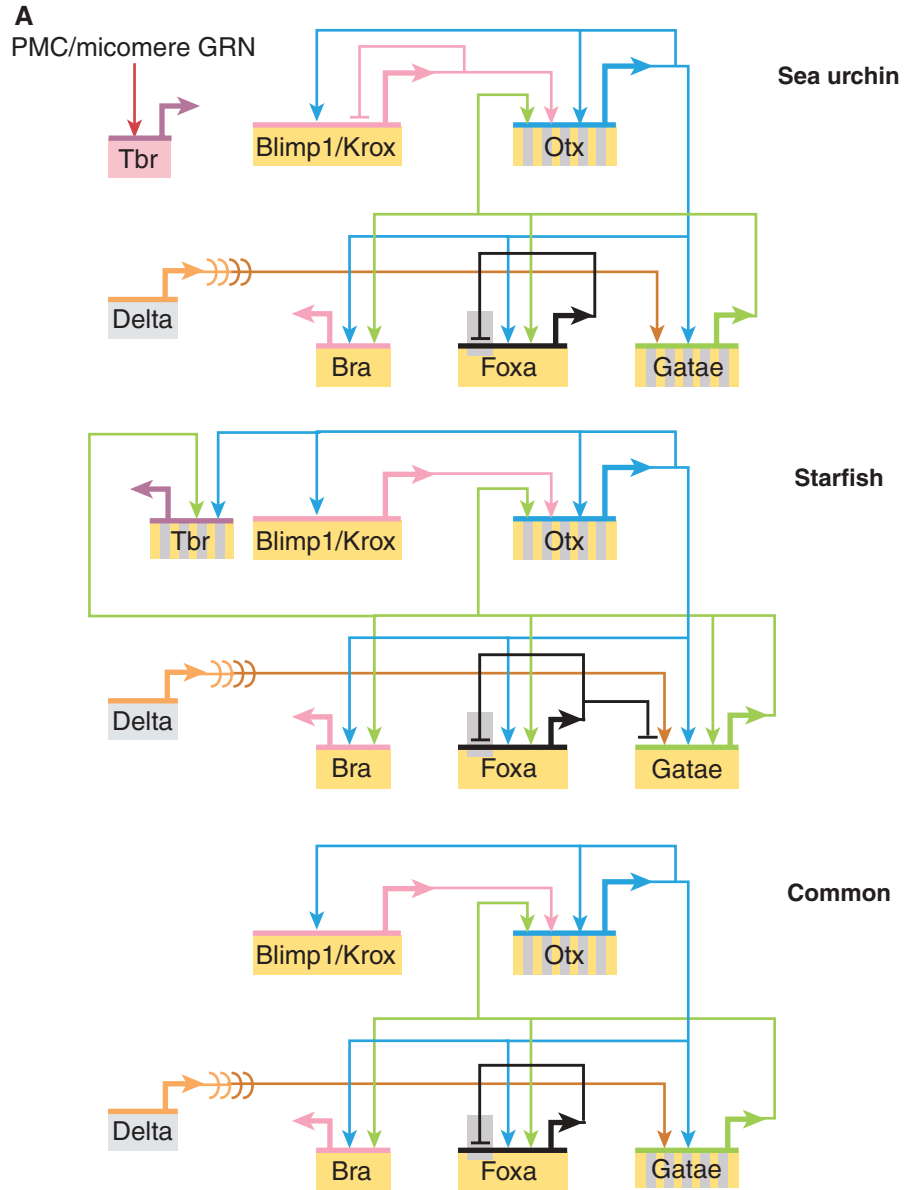 A
PMC/micomere GRN
Sea urchin
Tbr
Blimp1/Krox
Otx
Delta
Bra
Foxa
Gatae
Starfish
Tbr
Blimp1/Krox
Otx
Delta
Bra
Foxa
Gatae
Common
Blimp1/Krox
Otx
Delta
Bra
Foxa
Gatae